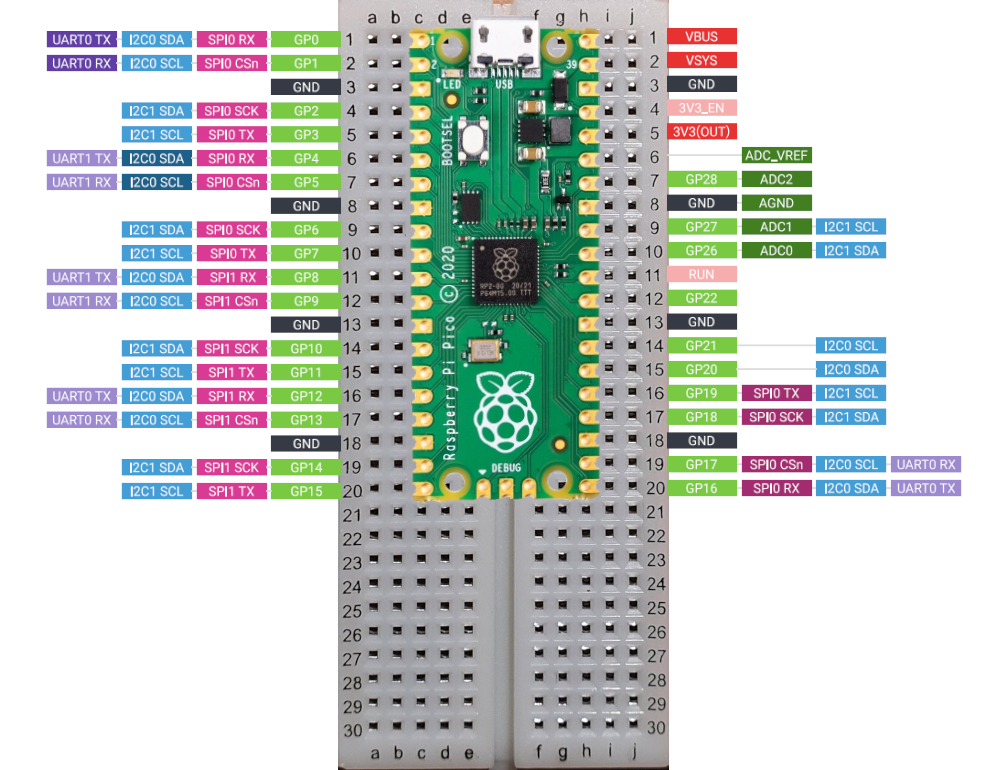 a b c d e f g h i j
UART0 TX I2C0 SDA SPI0 RX GP0 1 1 VBUS
UART0 RX I2C0 SCL SPI0 CSn GP1 2 2 VSYS
GND 3 3 GND
I2C1 SDA SPI0 SCK GP2 4 4 3V3_EN
I2C1 SCL SPI0 TX GP3 5 5 3V3(OUT)
UART1 TX I2C0 SDA SPI0 RX GP4 6 6 ADC_VREF
UART1 RX I2C0 SCL SPI0 CSn GP5 7 7 GP28 ADC2
GND 8 8 GND AGND
I2C1 SDA SPI0 SCK GP6 9 9 GP27 ADC1 I2C1 SCL
I2C1 SCL SPI0 TX GP7 10 10 GP26 ADC0 I2C1 SDA
UART1 TX I2C0 SDA SPI1 RX GP8 11 11 RUN
UART1 RX I2C0 SCL SPI1 CSn GP9 12 12 GP22
GND 13 13 GND
I2C1 SDA SPI1 SCK GP10 14 14 GP21 I2C0 SCL
I2C1 SCL SPI1 TX GP11 15 15 GP20 I2C0 SDA
UART0 TX I2C0 SDA SPI1 RX GP12 16 16 GP19 SPI0 TX I2C1 SCL
UART0 RX I2C0 SCL SPI1 CSn GP13 17 17 GP18 SPI0 SCK I2C1 SDA
GND 18 18 GND
I2C1 SDA SPI1 SCK GP14 19 19 GP17 SPI0 CSn I2C0 SCL UART0 RX
I2C1 SCL SPI1 TX GP15 20 20 GP16 SPI0 RX I2C0 SDA UART0 TX
21 21
22 22
23 23
24 24
25 25
26 26
27 27
28 28
29 29
30 30
a b c d e f g h i j
1
2 39
LED USB
BOOTSEL
RP2-B0 20/21
P64M15.00 TTT
Raspberry Pi Pico © 2020
DEBUG